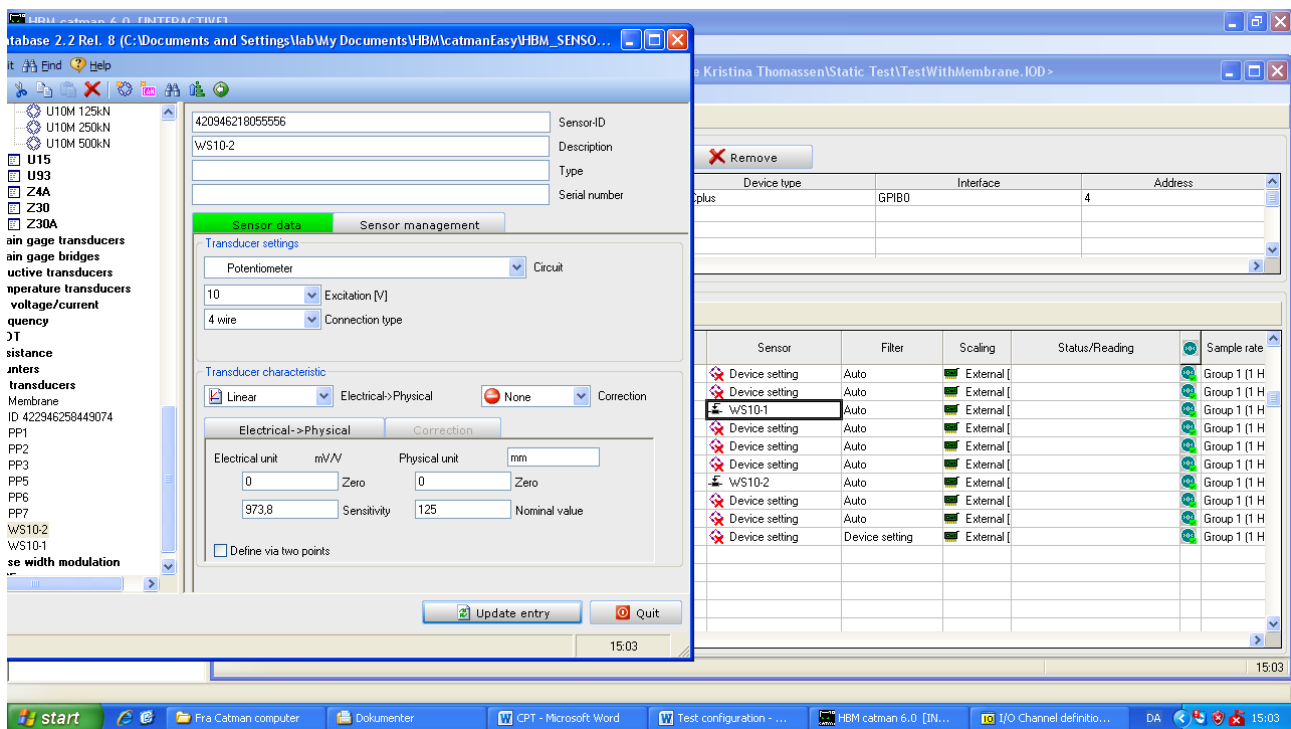 HBM catman 6.0 [INTERACTIVE]
tabase 2.2 Rel. 8 (C:\Documents and Settings\lab\My Documents\HBM\catmanEasy\HBM_SENSO...
it Find Help
U10M 125kN
U10M 250kN
U10M 500kN
U15
U93
Z4A
Z30
Z30A
ain gage transducers
ain gage bridges
uctive transducers
mperature transducers
voltage/current
quency
DT
sistance
unters
transducers
Membrane
ID 422946258449074
PP1
PP2
PP3
PP5
PP6
PP7
WS10-2
WS10-1
se width modulation
420946218055556 Sensor-ID
WS10-2 Description
Type
Serial number
Sensor data Sensor management
Transducer settings
Potentiometer Circuit
10 Excitation [V]
4 wire Connection type
Transducer characteristic
Linear Electrical->Physical None Correction
Electrical->Physical Correction
Electrical unit mV/V Physical unit mm
0 Zero 0 Zero
973,8 Sensitivity 125 Nominal value
Define via two points
Update entry Quit
15:03
e Kristina Thomassen\Static Test\TestWithMembrane.IOD>
Remove
Device type Interface Address
plus GPIB0 4
Sensor Filter Scaling Status/Reading Sample rate
Device setting Auto External [ Group 1 (1 H
Device setting Auto External [ Group 1 (1 H
WS10-1 Auto External [ Group 1 (1 H
Device setting Auto External [ Group 1 (1 H
Device setting Auto External [ Group 1 (1 H
Device setting Auto External [ Group 1 (1 H
WS10-2 Auto External [ Group 1 (1 H
Device setting Auto External [ Group 1 (1 H
Device setting Auto External [ Group 1 (1 H
Device setting Device setting External [ Group 1 (1 H
15:03
start Fra Catman computer Dokumenter CPT - Microsoft Word Test configuration - ... HBM catman 6.0 [IN... I/O Channel definitio... DA 15:03